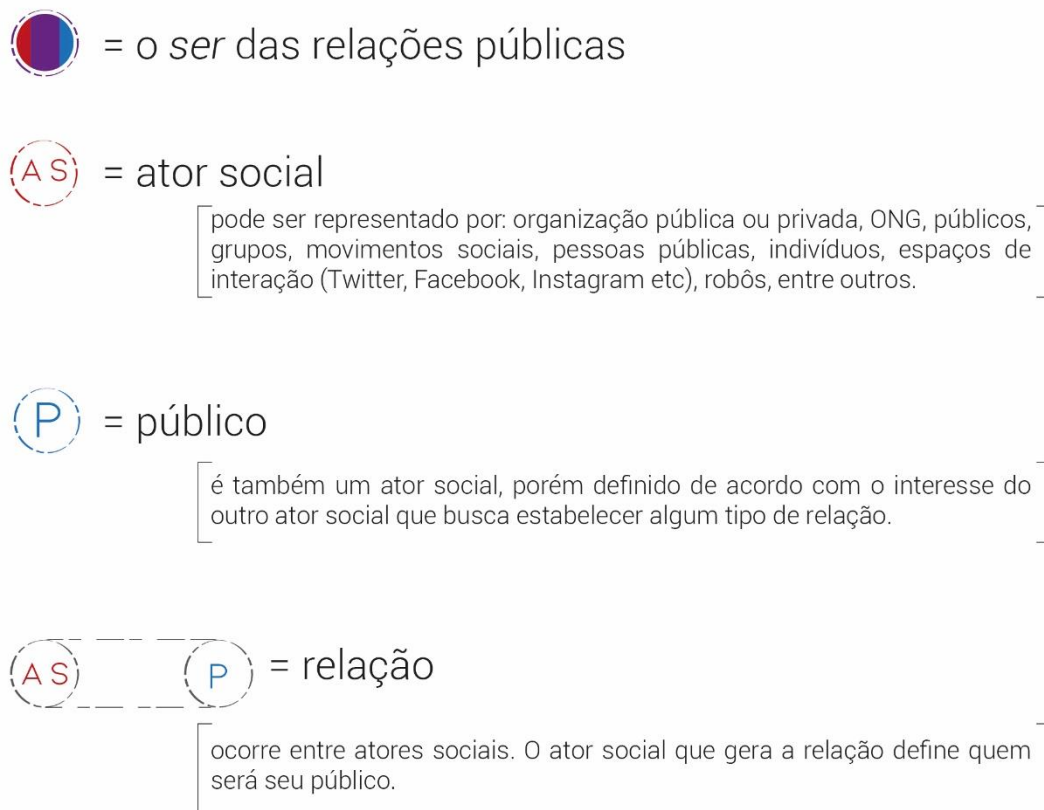 = o ser das relações públicas
A S = ator social
pode ser representado por: organização pública ou privada, ONG, públicos,
grupos, movimentos sociais, pessoas públicas, indivíduos, espaços de
interação (Twitter, Facebook, Instagram etc), robôs, entre outros.
P = público
é também um ator social, porém definido de acordo com o interesse do
outro ator social que busca estabelecer algum tipo de relação.
A S P = relação
ocorre entre atores sociais. O ator social que gera a relação define quem
será seu público.